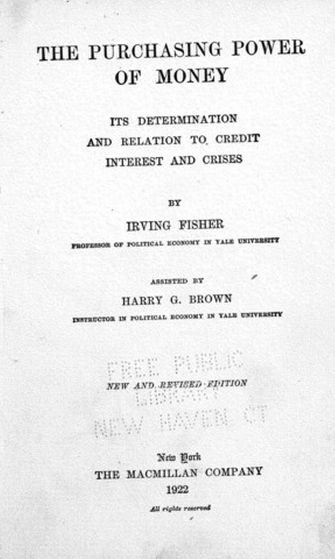 THE PURCHASING POWER
OF MONEY
ITS DETERMINATION
AND RELATION TO CREDIT
INTEREST AND CRISES
BY
IRVING FISHER
PROFESSOR OF POLITICAL ECONOMY IN YALE UNIVERSITY
ASSISTED BY
HARRY G. BROWN
INSTRUCTOR IN POLITICAL ECONOMY IN YALE UNIVERSITY
FREE PUBLIC
NEW AND REVISED EDITION
LIBRARY
NEW HAVEN CT
New York
THE MACMILLAN COMPANY
1922
All rights reserved